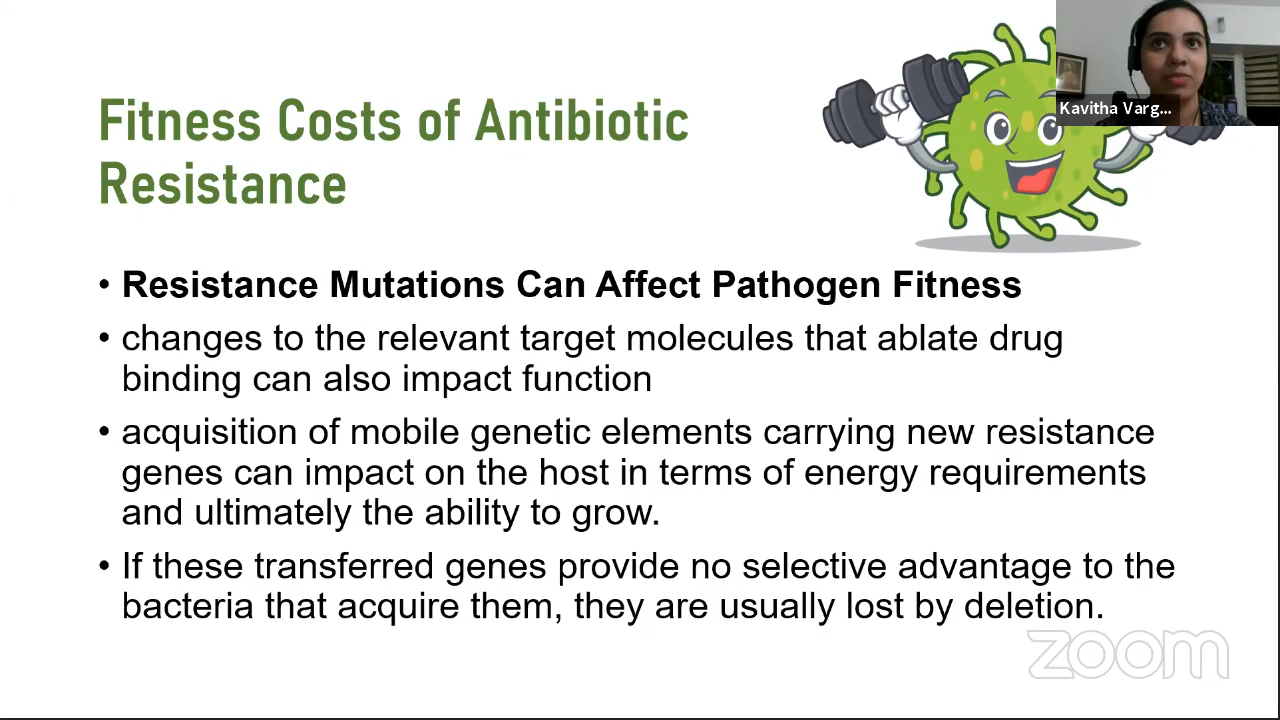 Kavitha Varg...
Fitness Costs of Antibiotic
Resistance
• Resistance Mutations Can Affect Pathogen Fitness
• changes to the relevant target molecules that ablate drug
binding can also impact function
• acquisition of mobile genetic elements carrying new resistance
genes can impact on the host in terms of energy requirements
and ultimately the ability to grow.
• If these transferred genes provide no selective advantage to the
bacteria that acquire them, they are usually lost by deletion.
zoom